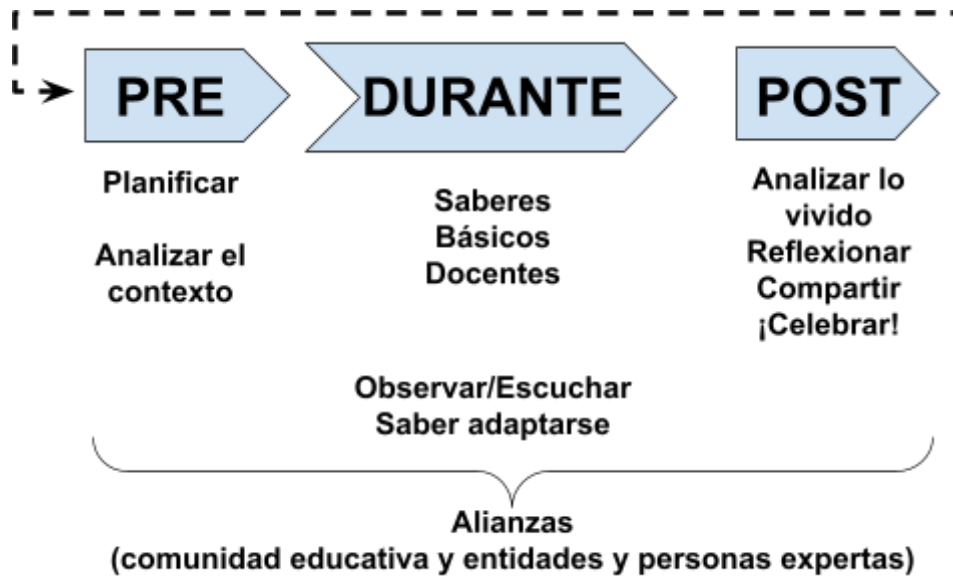 PRE
DURANTE
POST
Planificar
Analizar el
contexto
Saberes
Básicos
Docentes
Analizar lo
vivido
Reflexionar
Compartir
¡Celebrar!
Observar/Escuchar
Saber adaptarse
Alianzas
(comunidad educativa y entidades y personas expertas)